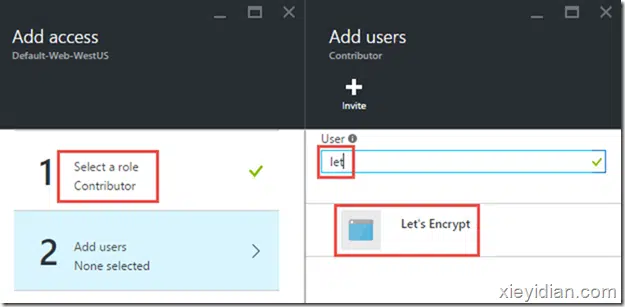 Add access
Default-Web-WestUS
1
Select a role
Contributor
2
Add users
None selected
Add users
Contributor
Invite
User
let
Let's Encrypt
xieyidian.com